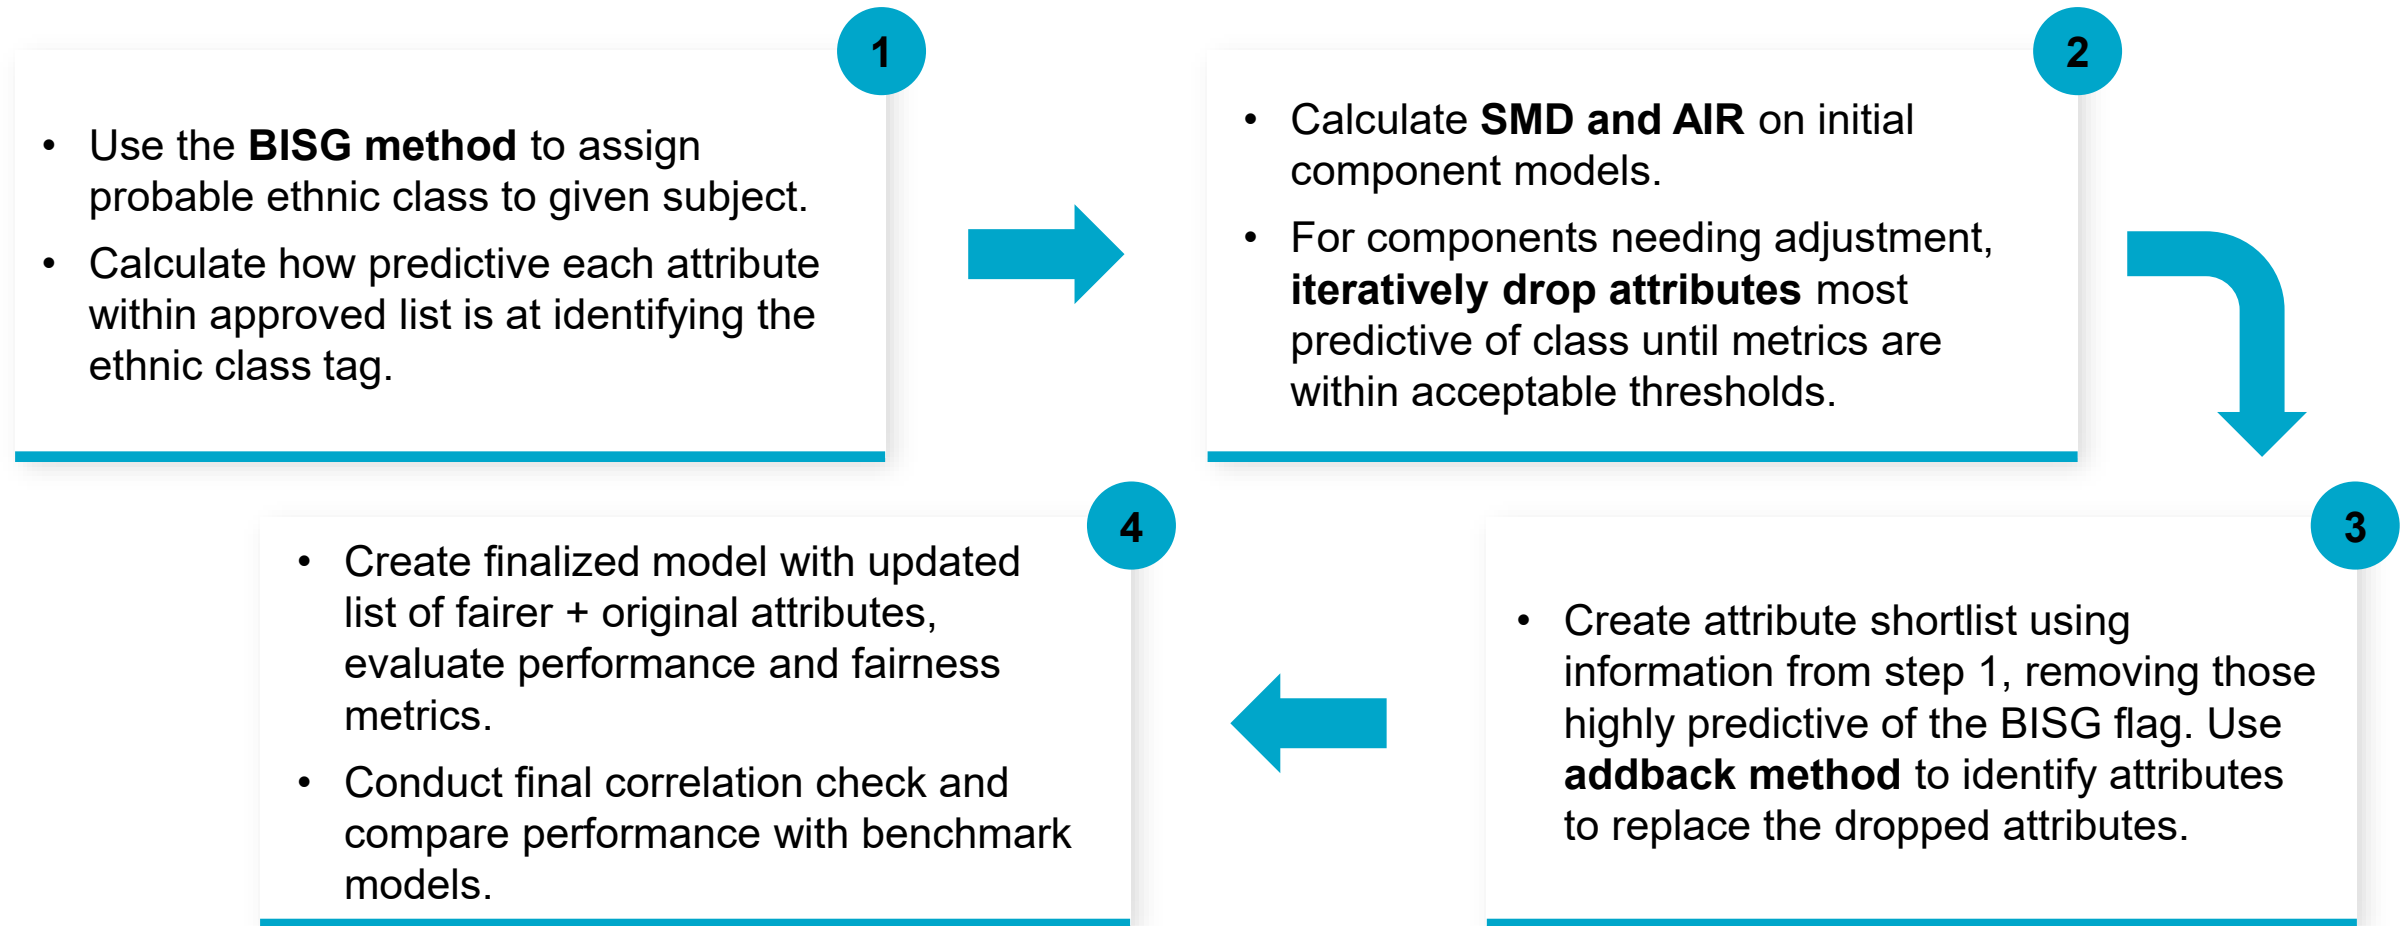 1
• Use the BISG method to assign
probable ethnic class to given subject.
• Calculate how predictive each attribute
within approved list is at identifying the
ethnic class tag.
2
• Calculate SMD and AIR on initial
component models.
• For components needing adjustment,
iteratively drop attributes most
predictive of class until metrics are
within acceptable thresholds.
3
• Create attribute shortlist using
information from step 1, removing those
highly predictive of the BISG flag. Use
addback method to identify attributes
to replace the dropped attributes.
4
• Create finalized model with updated
list of fairer + original attributes,
evaluate performance and fairness
metrics.
• Conduct final correlation check and
compare performance with benchmark
models.